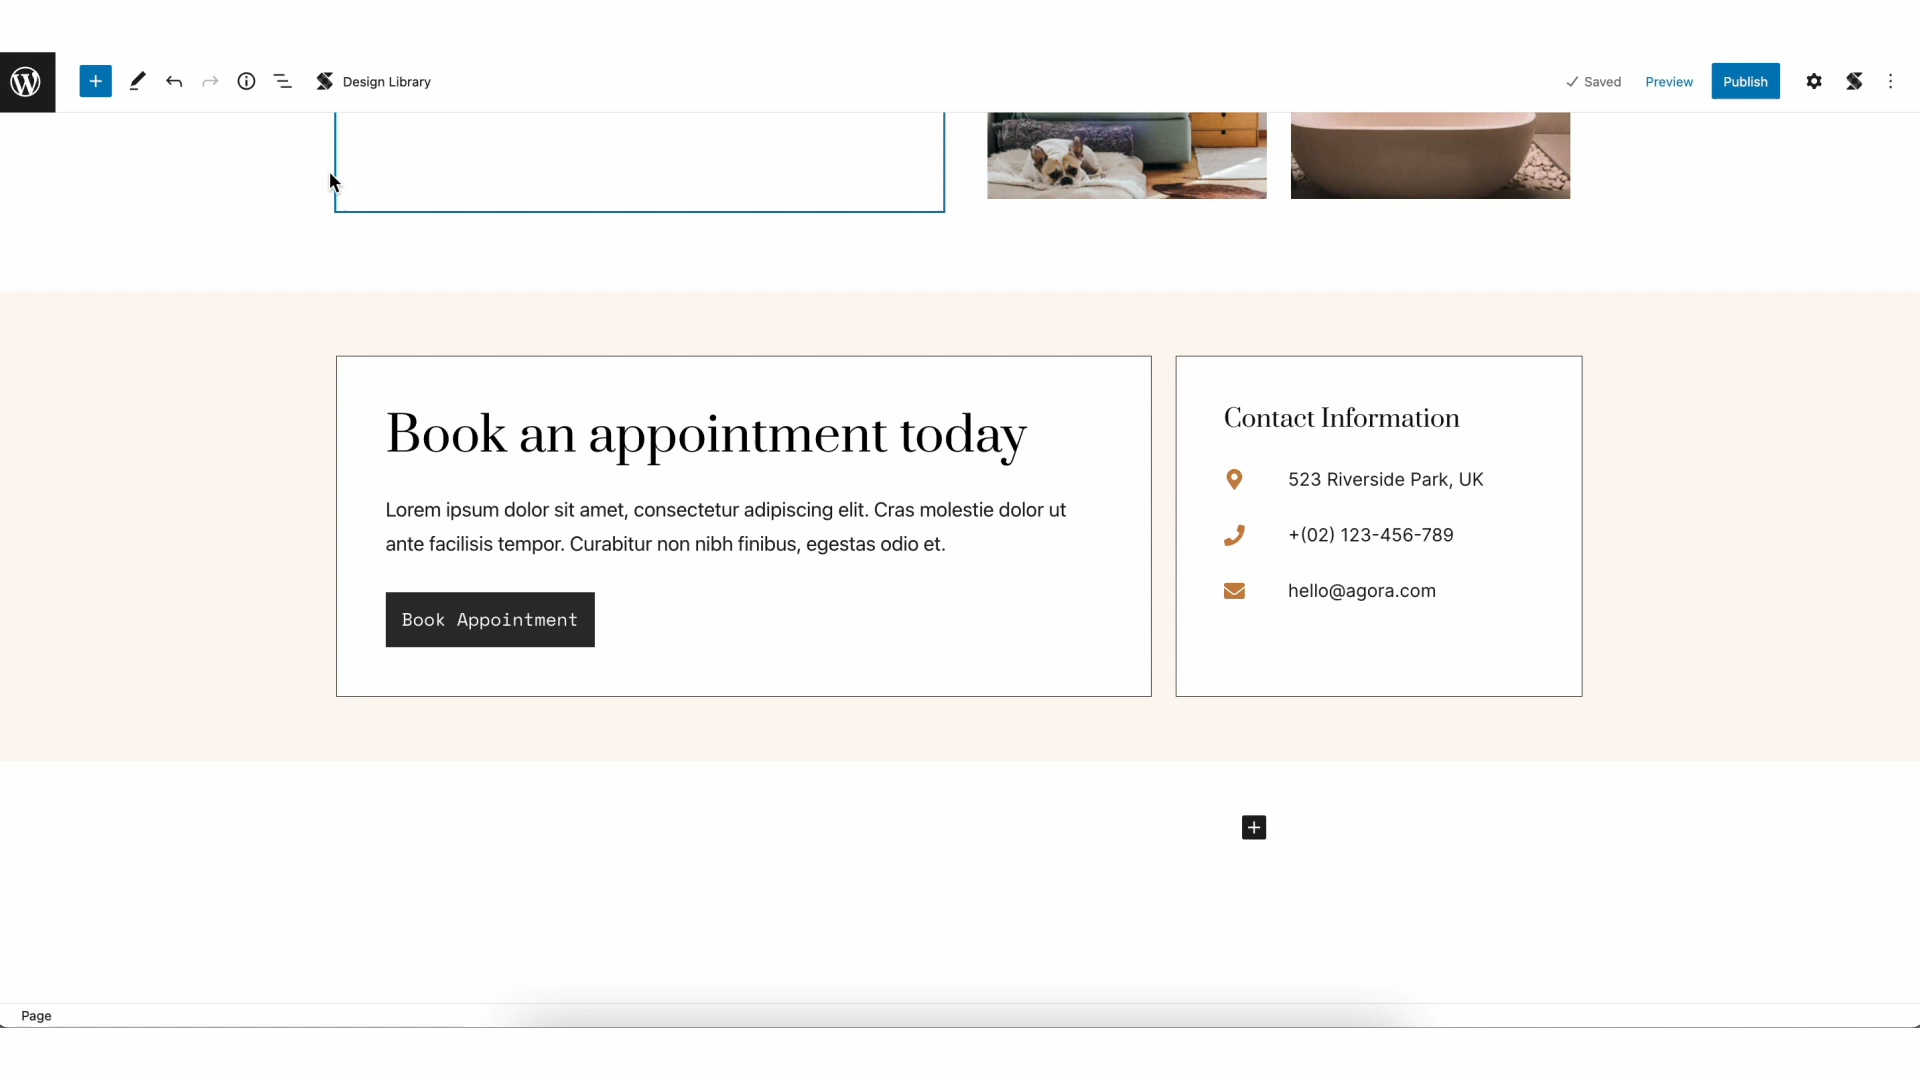 Design Library
Saved
Preview
Publish
Book an appointment today
Lorem ipsum dolor sit amet, consectetur adipiscing elit. Cras molestie dolor ut
ante facilisis tempor. Curabitur non nibh finibus, egestas odio et.
Book Appointment
Contact Information
523 Riverside Park, UK
+(02) 123-456-789
hello@agora.com
Page